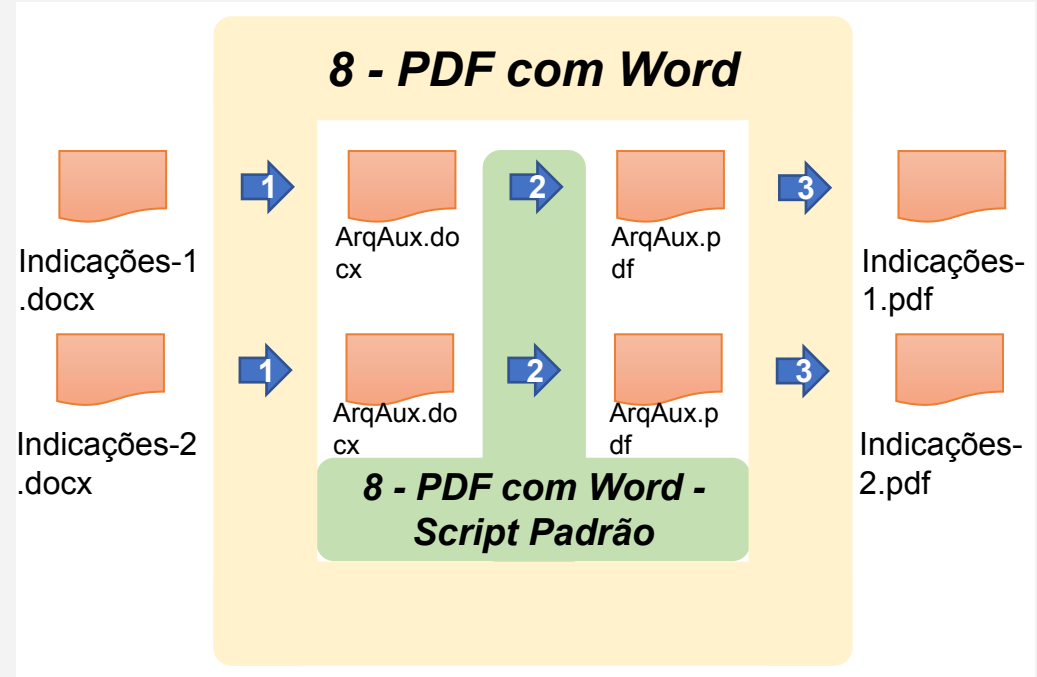 8 - PDF com Word
1
2
3
ArqAux.do
cx
ArqAux.p
df
Indicações-1
.docx
Indicações-
1.pdf
1
2
3
ArqAux.do
cx
ArqAux.p
df
Indicações-2
.docx
Indicações-
2.pdf
8 - PDF com Word -
Script Padrão